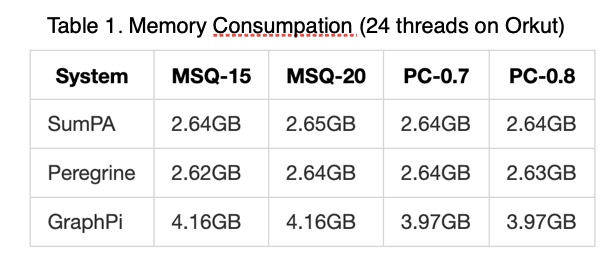 Table 1. Memory Consumpation (24 threads on Orkut)
System MSQ-15 MSQ-20 PC-0.7 PC-0.8
SumPA 2.64GB 2.65GB 2.64GB 2.64GB
Peregrine 2.62GB 2.64GB 2.64GB 2.63GB
GraphPi 4.16GB 4.16GB 3.97GB 3.97GB